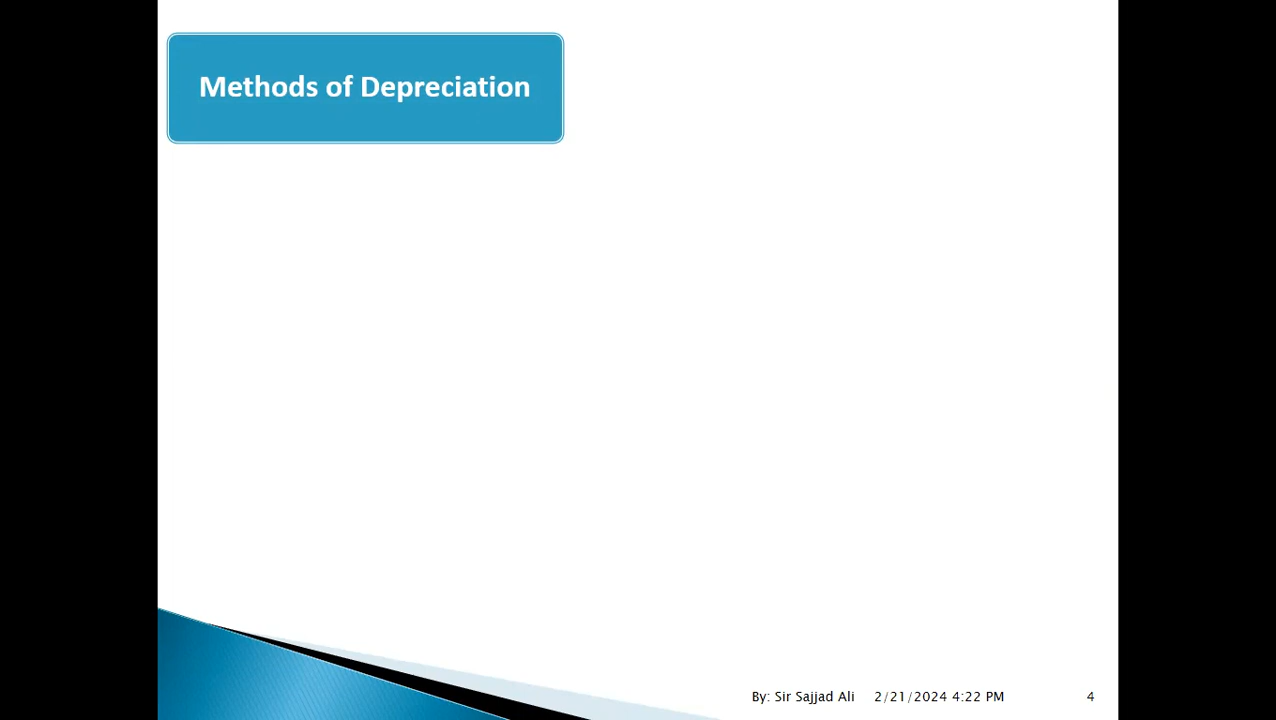 Methods of Depreciation
By: Sir Sajjad Ali 2/21/2024 4:22 PM 4